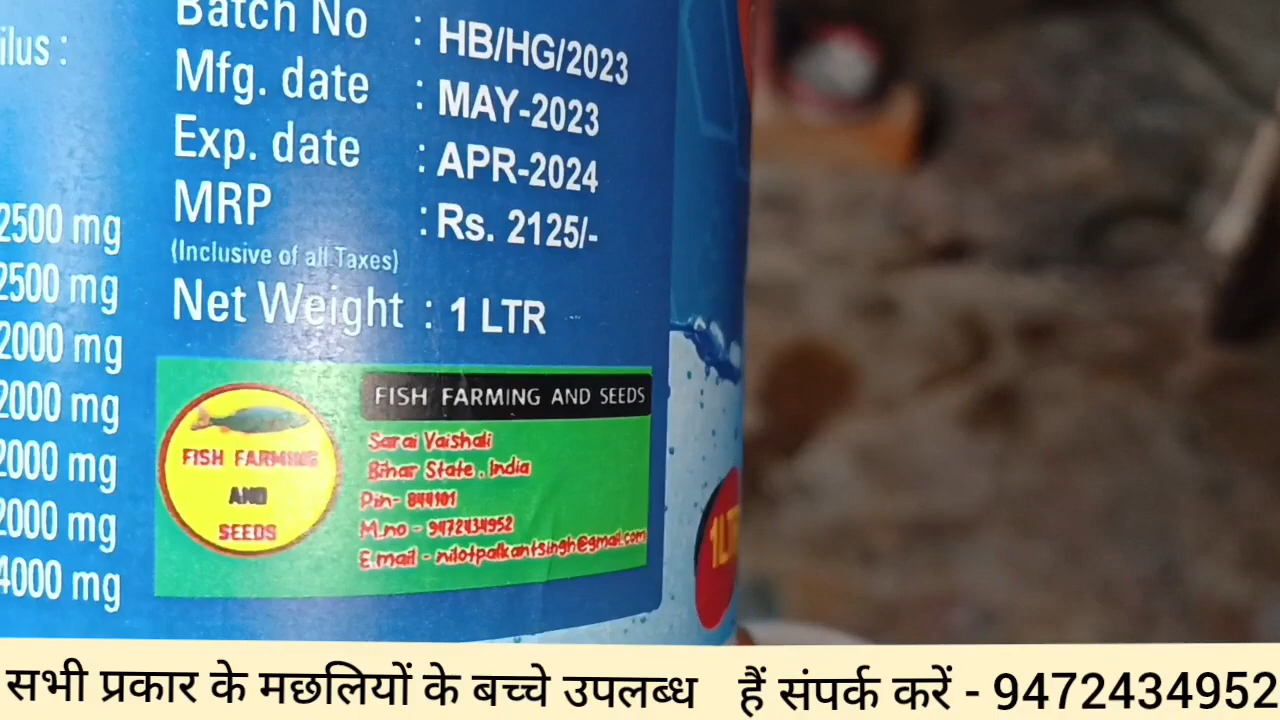 ilus :
2500 mg
2500 mg
2000 mg
2000 mg
2000 mg
2000 mg
4000 mg
Batch No : HB/HG/2023
Mfg. date : MAY-2023
Exp. date : APR-2024
MRP : Rs. 2125/-
(Inclusive of all Taxes)
Net Weight : 1 LTR
FISH FARMING
AND
SEEDS
FISH FARMING AND SEEDS
Sarai Vaishali
Bihar State . India
Pin- 844101
M.no - 9472434952
E.mail - nilotpalkantsingh@gmail.com
1LT
सभी प्रकार के मछलियों के बच्चे उपलब्ध हैं संपर्क करें - 9472434952